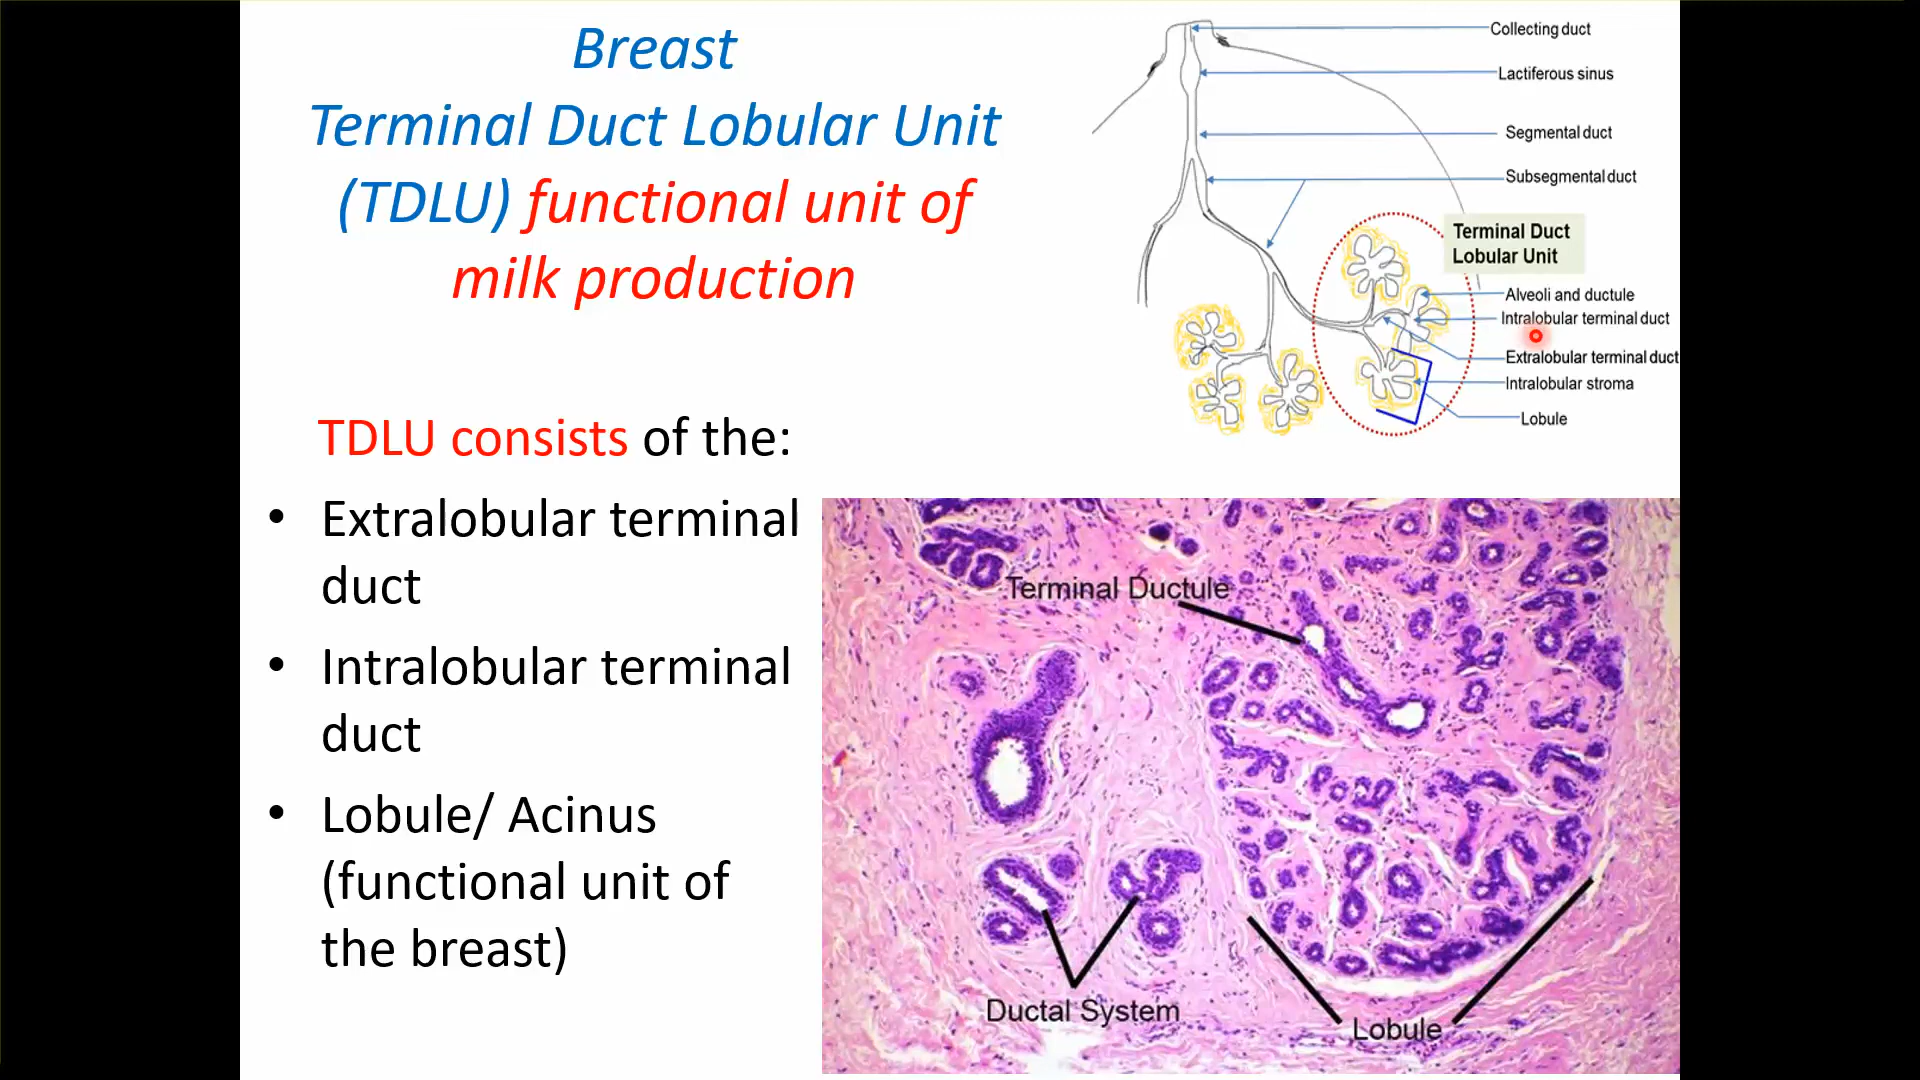 Breast
Terminal Duct Lobular Unit
(TDLU) functional unit of
milk production
Collecting duct
Lactiferous sinus
Segmental duct
Subsegmental duct
Terminal Duct
Lobular Unit
Alveoli and ductule
Intralobular terminal duct
Extralobular terminal duct
Intralobular stroma
Lobule
TDLU consists of the:
• Extralobular terminal
duct
• Intralobular terminal
duct
• Lobule/ Acinus
(functional unit of
the breast)
Terminal Ductule
Ductal System
Lobule